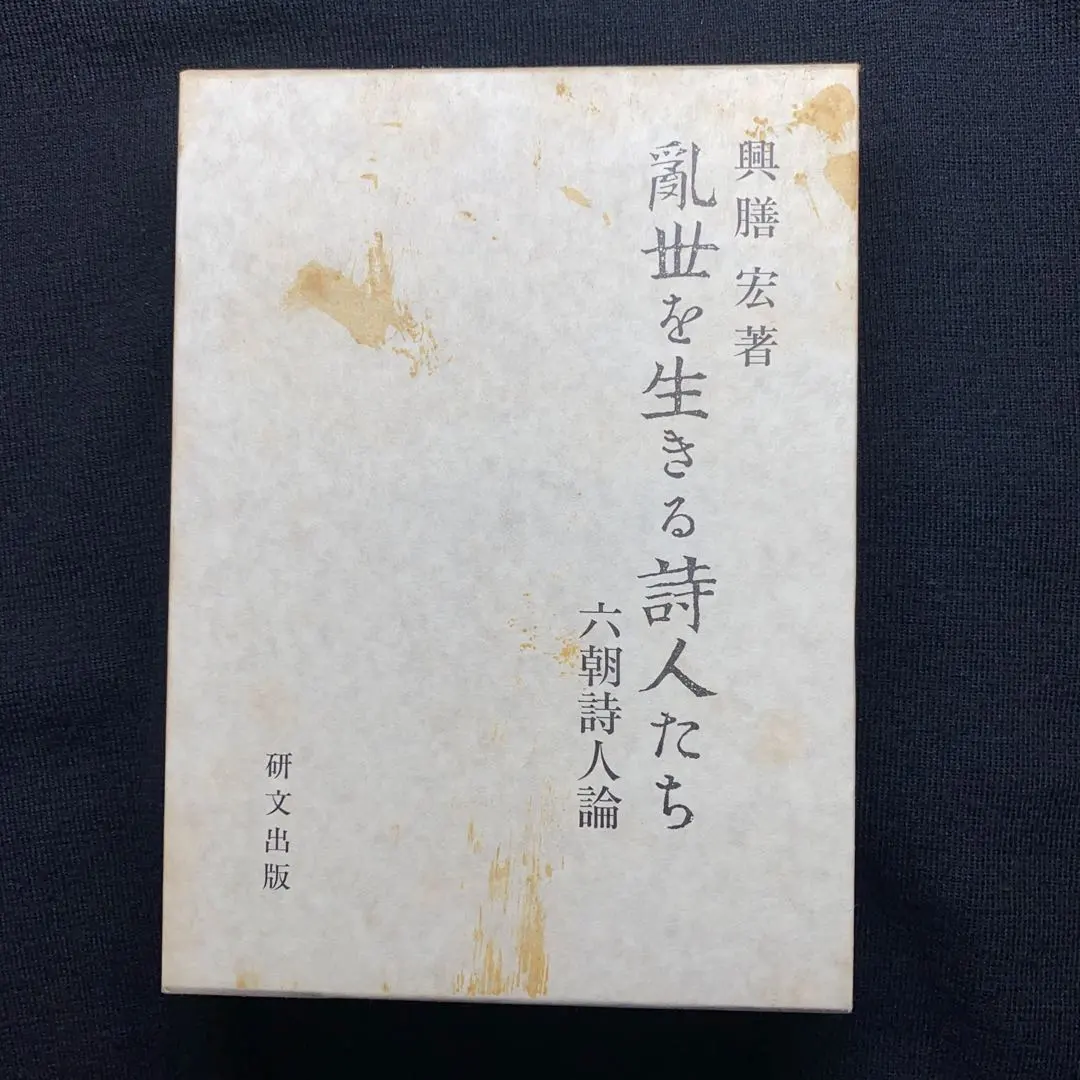 興膳宏著
亂世を生きる詩人たち
六朝詩人論
研文出版